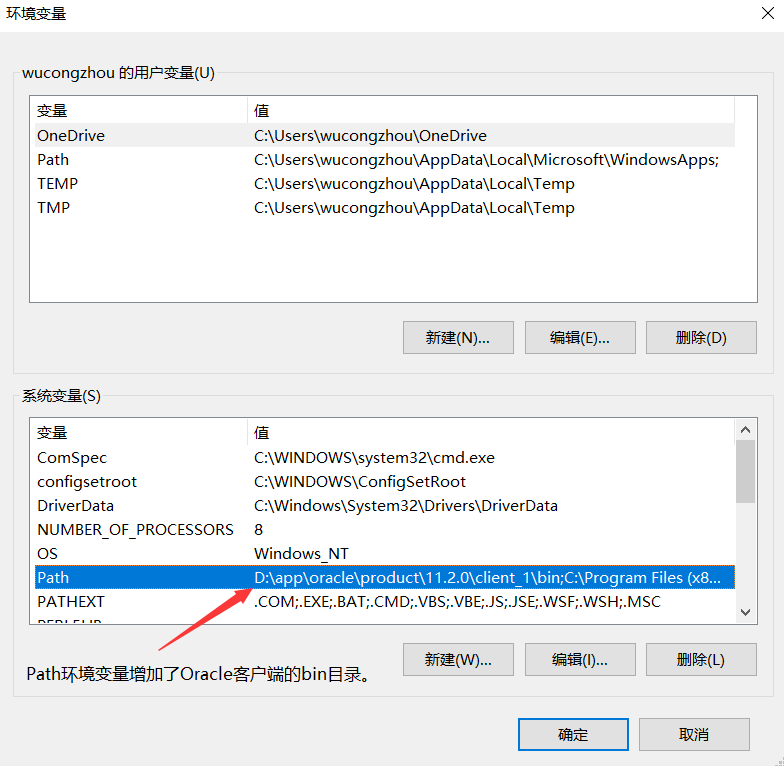 环境变量
wucongzhou 的用户变量(U)
变量 值
OneDrive C:\Users\wucongzhou\OneDrive
Path C:\Users\wucongzhou\AppData\Local\Microsoft\WindowsApps;
TEMP C:\Users\wucongzhou\AppData\Local\Temp
TMP C:\Users\wucongzhou\AppData\Local\Temp
新建(N)... 编辑(E)... 删除(D)
系统变量(S)
变量 值
ComSpec C:\WINDOWS\system32\cmd.exe
configsetroot C:\WINDOWS\ConfigSetRoot
DriverData C:\Windows\System32\Drivers\DriverData
NUMBER_OF_PROCESSORS 8
OS Windows_NT
Path D:\app\oracle\product\11.2.0\client_1\bin;C:\Program Files (x8...
PATHEXT .COM;.EXE;.BAT;.CMD;.VBS;.VBE;.JS;.JSE;.WSF;.WSH;.MSC
Path环境变量增加了Oracle客户端的bin目录。
新建(W)... 编辑(I)... 删除(L)
确定 取消